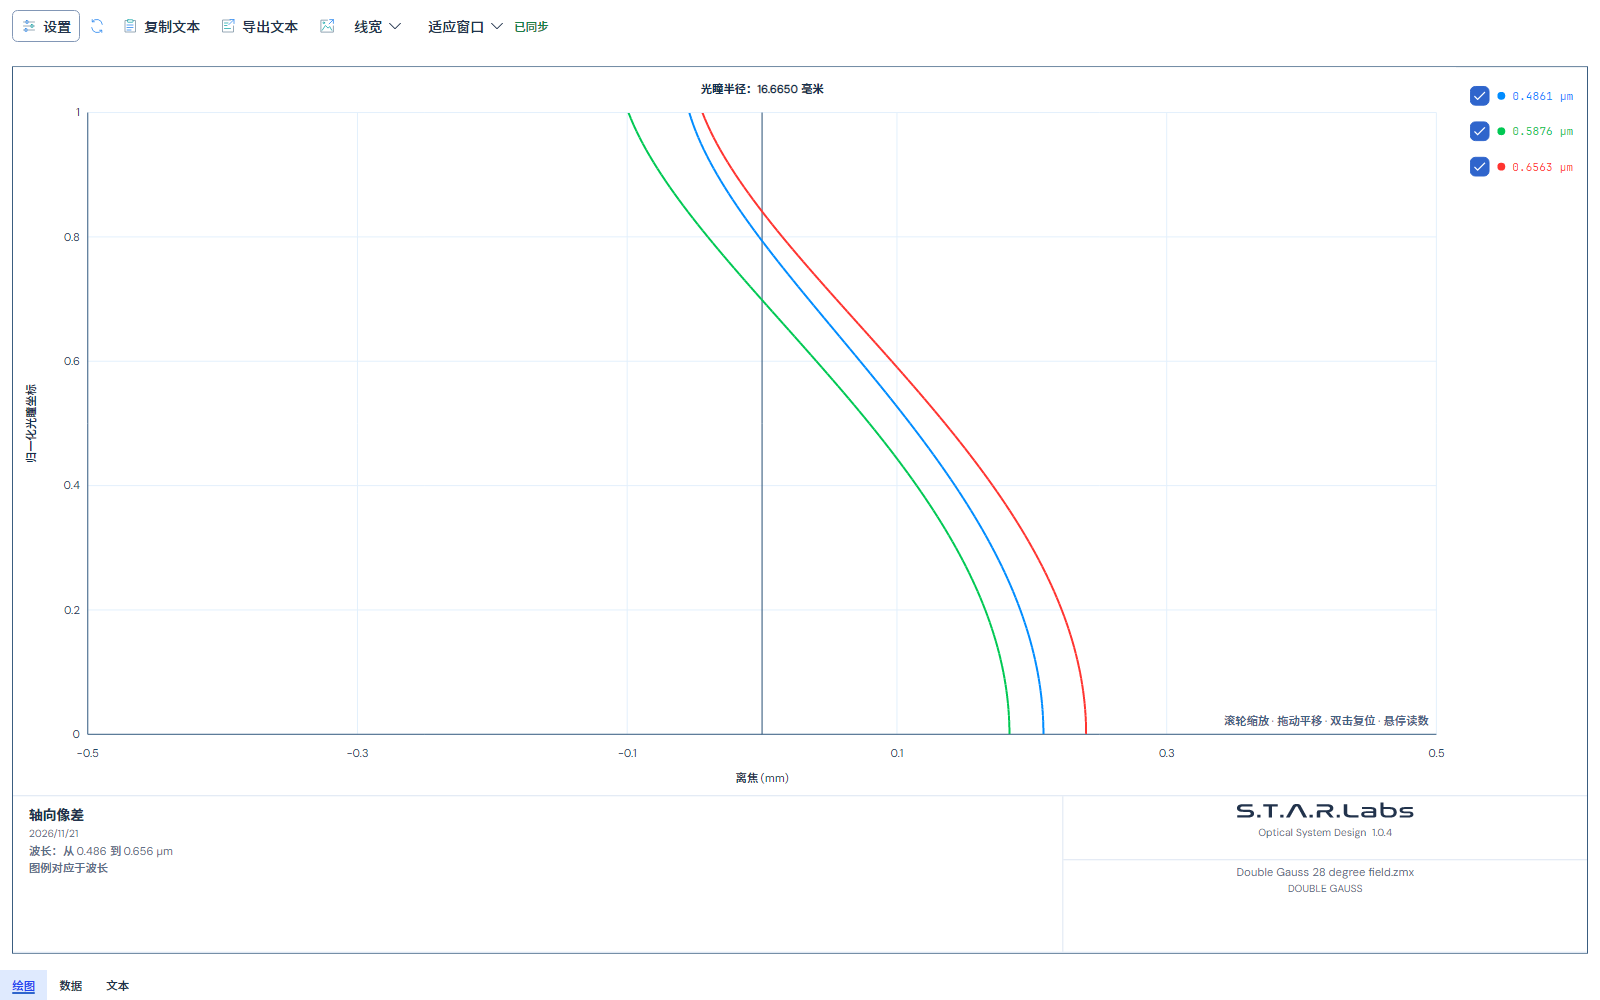 设置 复制文本 导出文本 线宽 适应窗口 已同步
光瞳半径：16.6650 毫米
0.4861 μm
0.5876 μm
0.6563 μm
1
0.8
0.6
0.4
0.2
0
归一化光瞳坐标
滚轮缩放 · 拖动平移 · 双击复位 · 悬停读数
-0.5 -0.3 -0.1 0.1 0.3 0.5
离焦 (mm)
轴向像差
2026/11/21
波长：从 0.486 到 0.656 μm
图例对应于波长
S.T.A.R.Labs
Optical System Design 1.0.4
Double Gauss 28 degree field.zmx
DOUBLE GAUSS
绘图 数据 文本